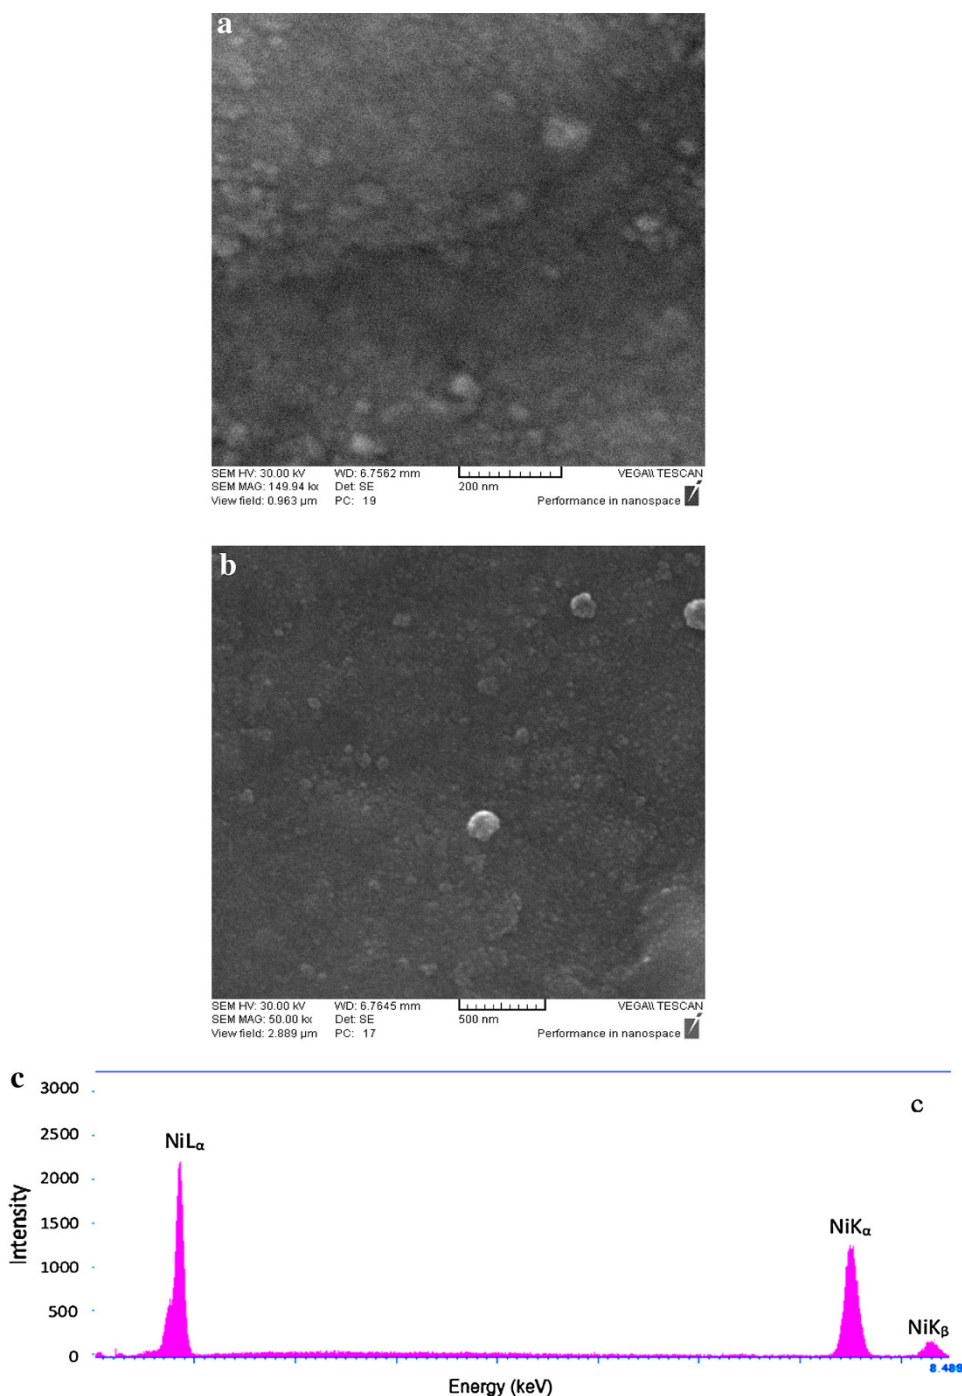 a
SEM HV: 30.00 kV WD: 6.7562 mm VEGA\\ TESCAN
SEM MAG: 149.94 kx Det: SE 200 nm
View field: 0.963 µm PC: 19 Performance in nanospace
b
SEM HV: 30.00 kV WD: 6.7645 mm VEGA\\ TESCAN
SEM MAG: 50.00 kx Det: SE 500 nm
View field: 2.889 µm PC: 17 Performance in nanospace
c
3000
c
2500
NiLα
2000
1500
NiKα
Intensity
1000
500
NiKβ
0
8.489
Energy (keV)